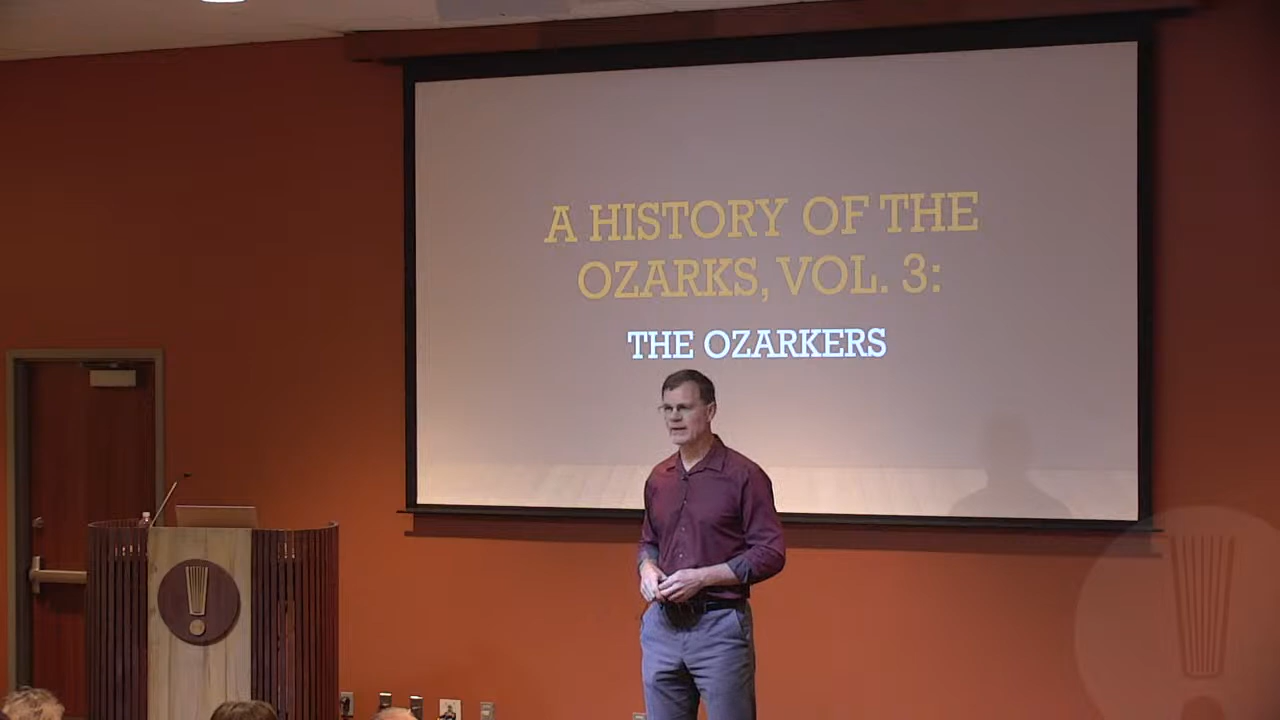 A HISTORY OF THE
OZARKS, VOL. 3:
THE OZARKERS